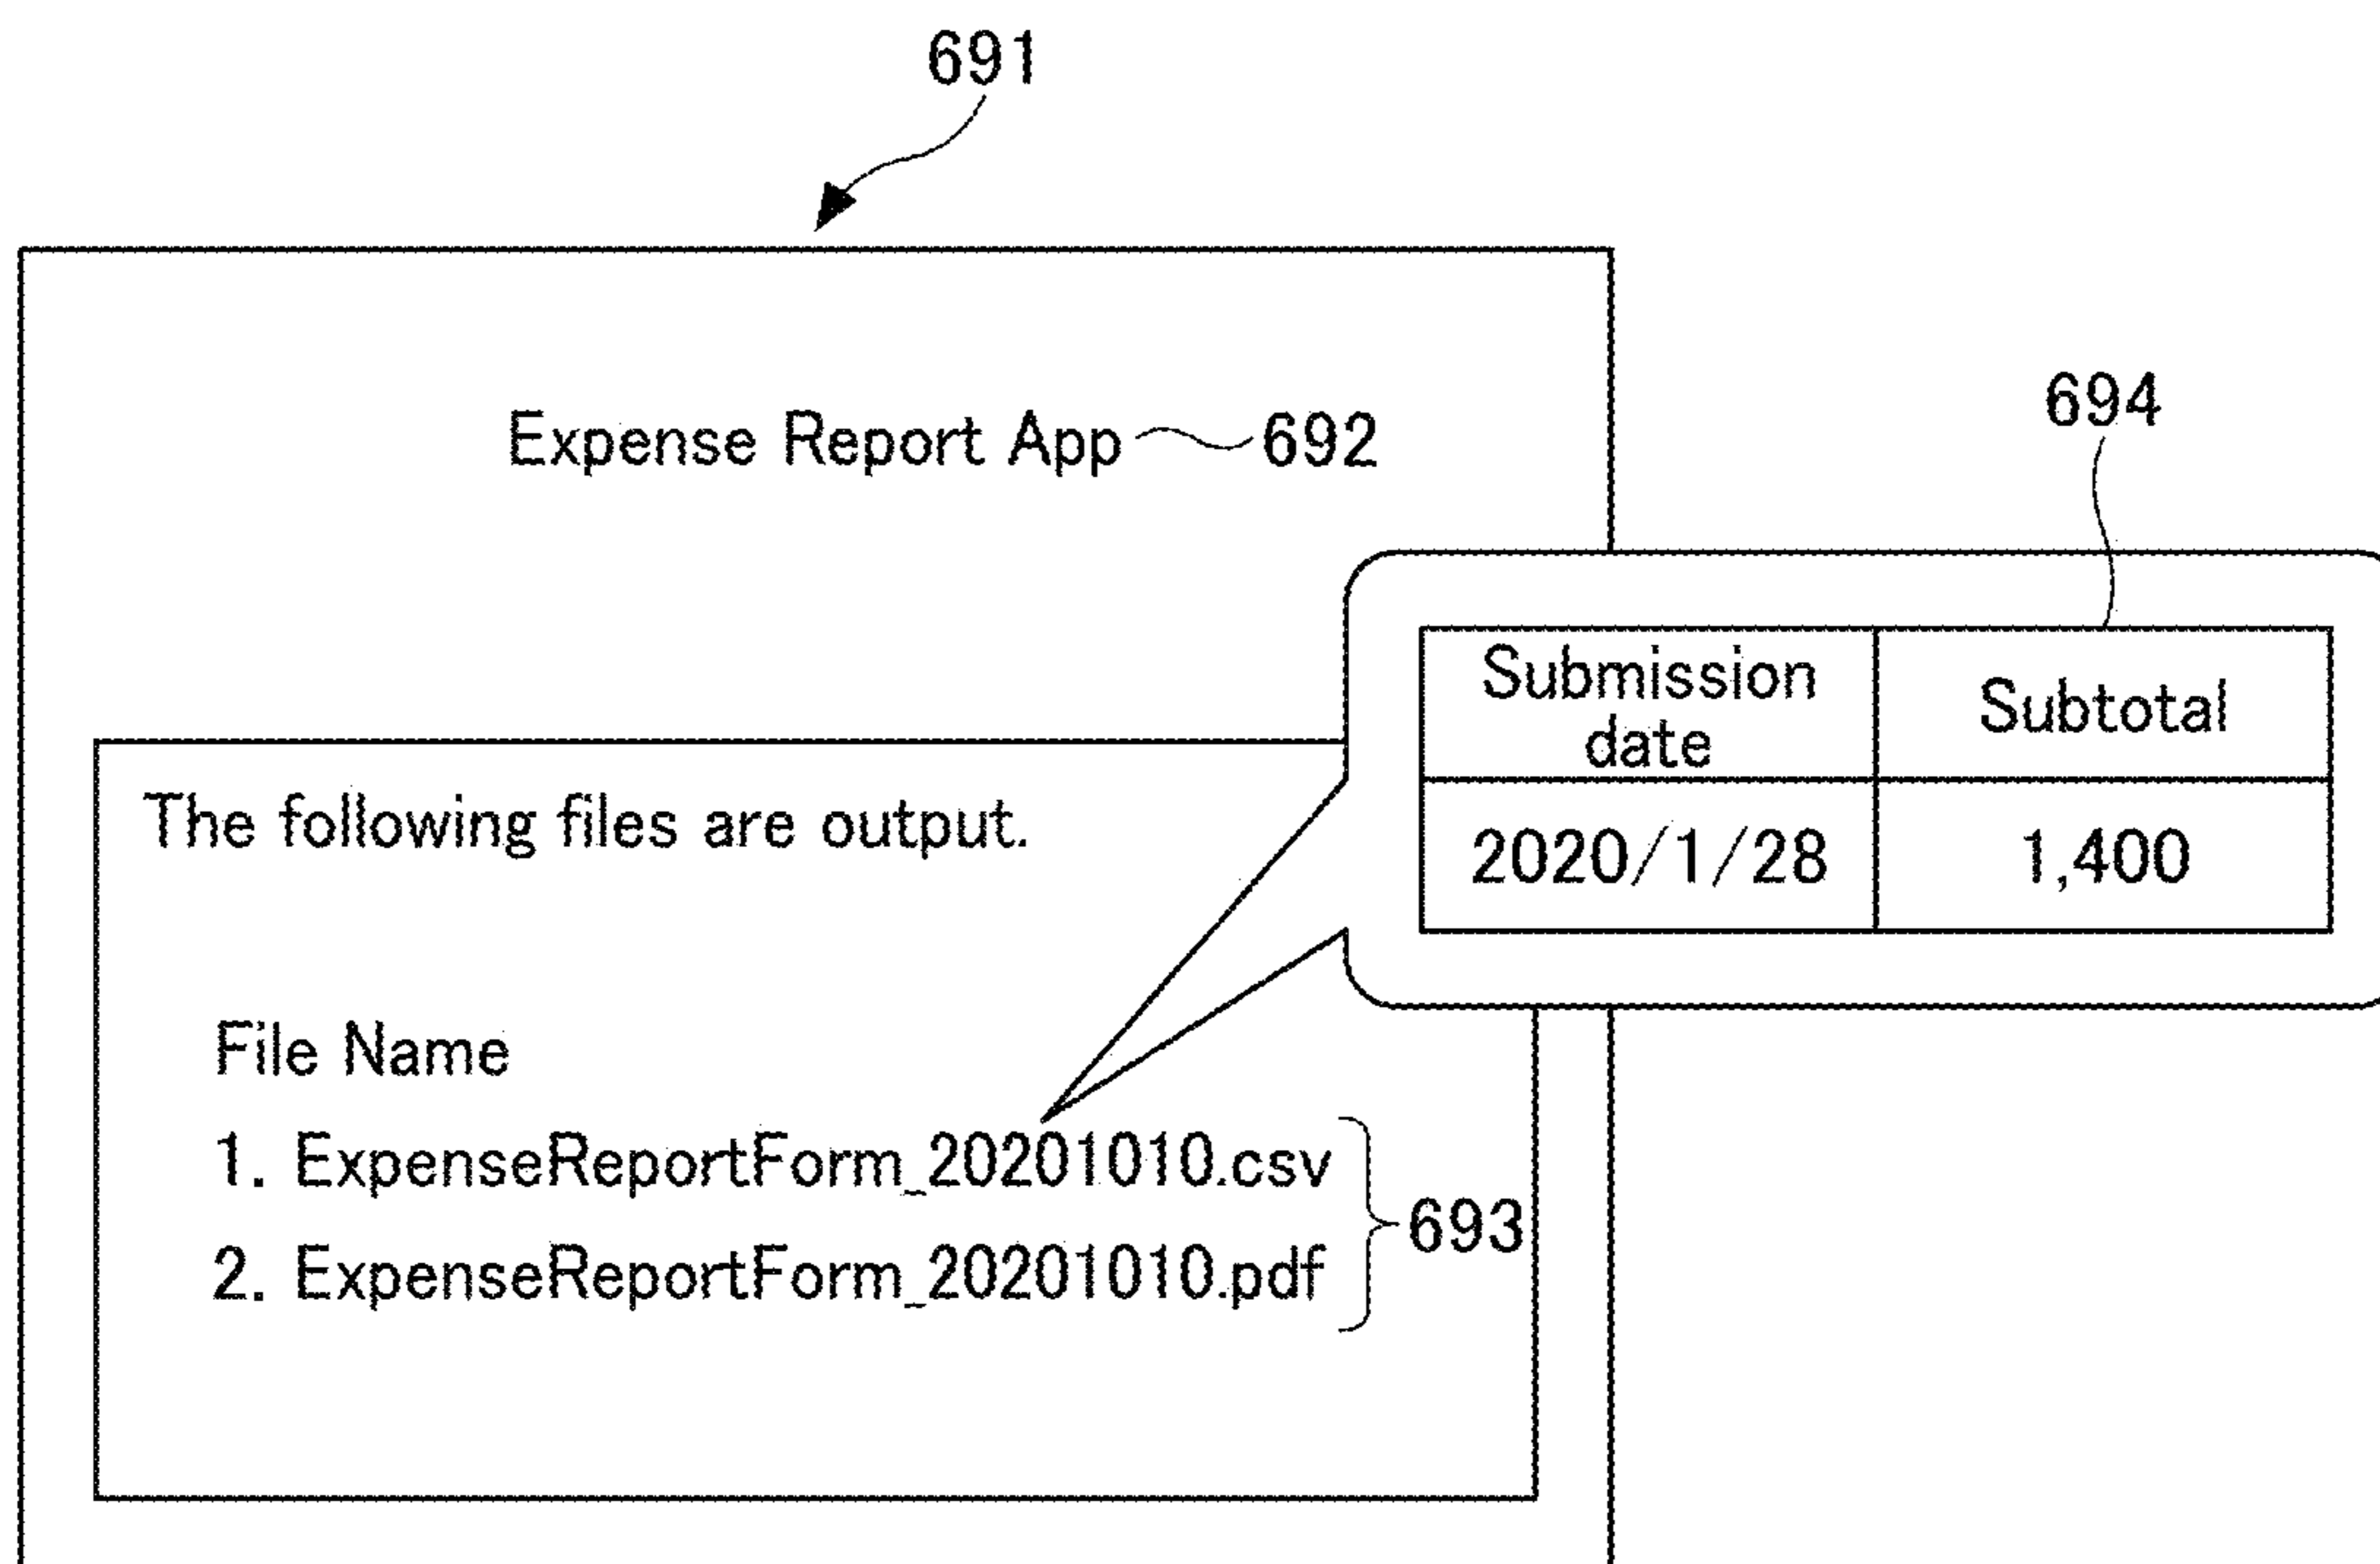 691
Expense Report App 692
694
Submission
date
Subtotal
2020/1/28
1,400
The following files are output.
File Name
1. ExpenseReportForm_20201010.csv
2. ExpenseReportForm_20201010.pdf
693